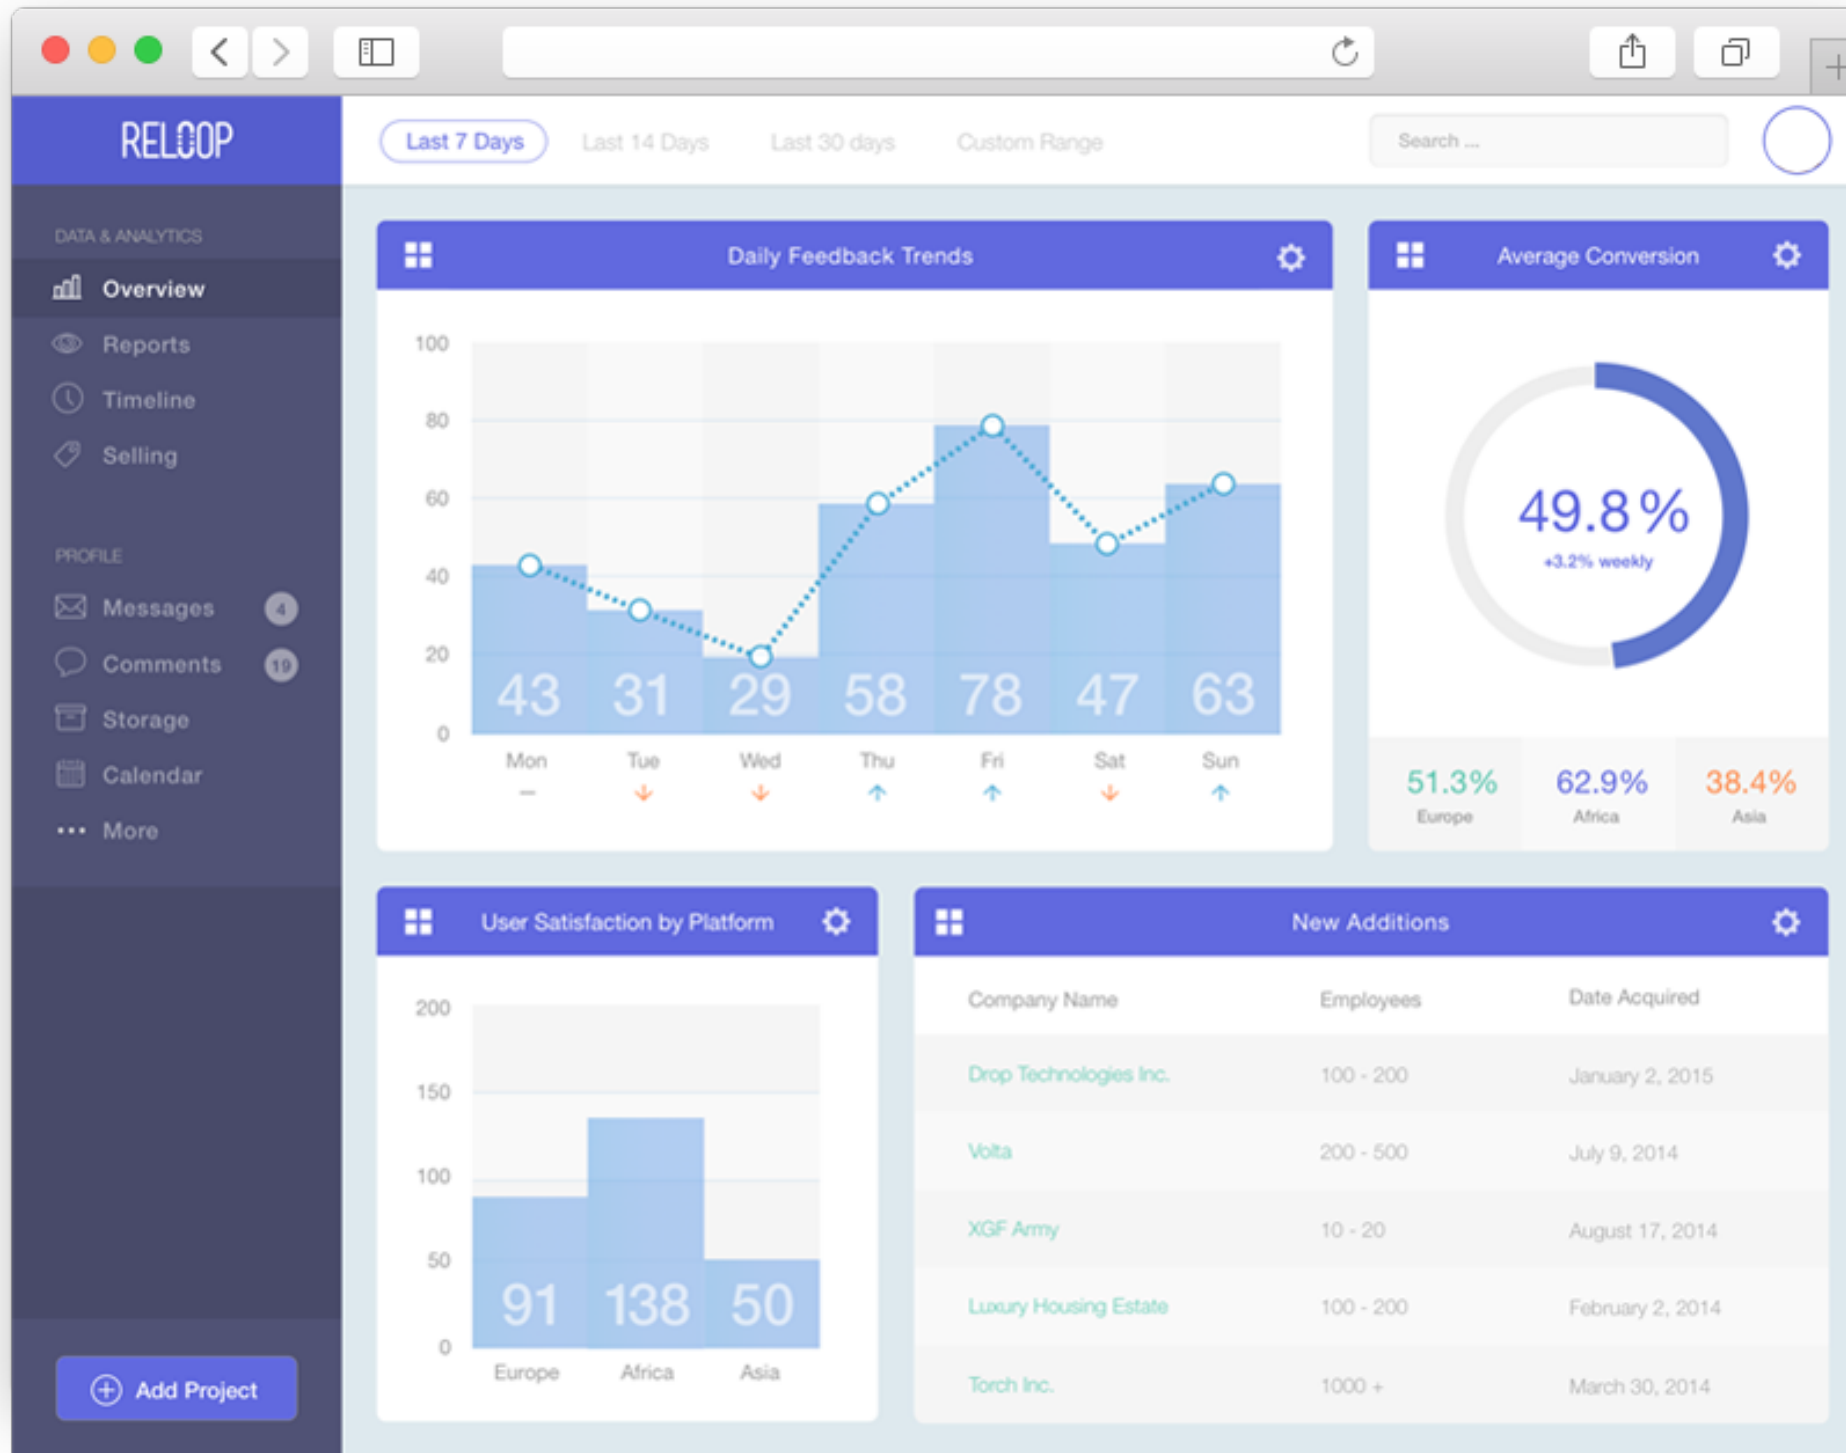 RELOOP
Last 7 Days
Last 14 Days
Last 30 days
Custom Range
Search ...
DATA & ANALYTICS
Overview
Reports
Timeline
Selling
PROFILE
Messages 4
Comments 19
Storage
Calendar
More
Add Project
Daily Feedback Trends
100
80
60
40
20
0
43 31 29 58 78 47 63
Mon Tue Wed Thu Fri Sat Sun
Average Conversion
49.8%
+3.2% weekly
51.3% 62.9% 38.4%
Europe Africa Asia
User Satisfaction by Platform
200
150
100
50
0
91 138 50
Europe Africa Asia
New Additions
Company Name Employees Date Acquired
Drop Technologies Inc. 100 - 200 January 2, 2015
Volta 200 - 500 July 9, 2014
XGF Army 10 - 20 August 17, 2014
Luxury Housing Estate 100 - 200 February 2, 2014
Torch Inc. 1000 + March 30, 2014